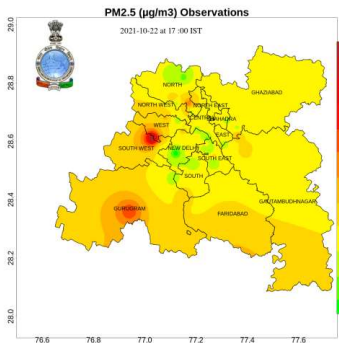 PM2.5 (µg/m3) Observations
2021-10-22 at 17 :00 IST
29.0
28.8
28.6
28.4
28.2
28.0
NORTH
GHAZIABAD
NORTH WEST
NORTH EAST
CENTRAL
WEST
EAST
SOUTH WEST
NEW DELHI
SOUTH EAST
SOUTH
GAUTAMBUDHNAGAR
GURUGRAM
FARIDABAD
76.6 76.8 77.0 77.2 77.4 77.6